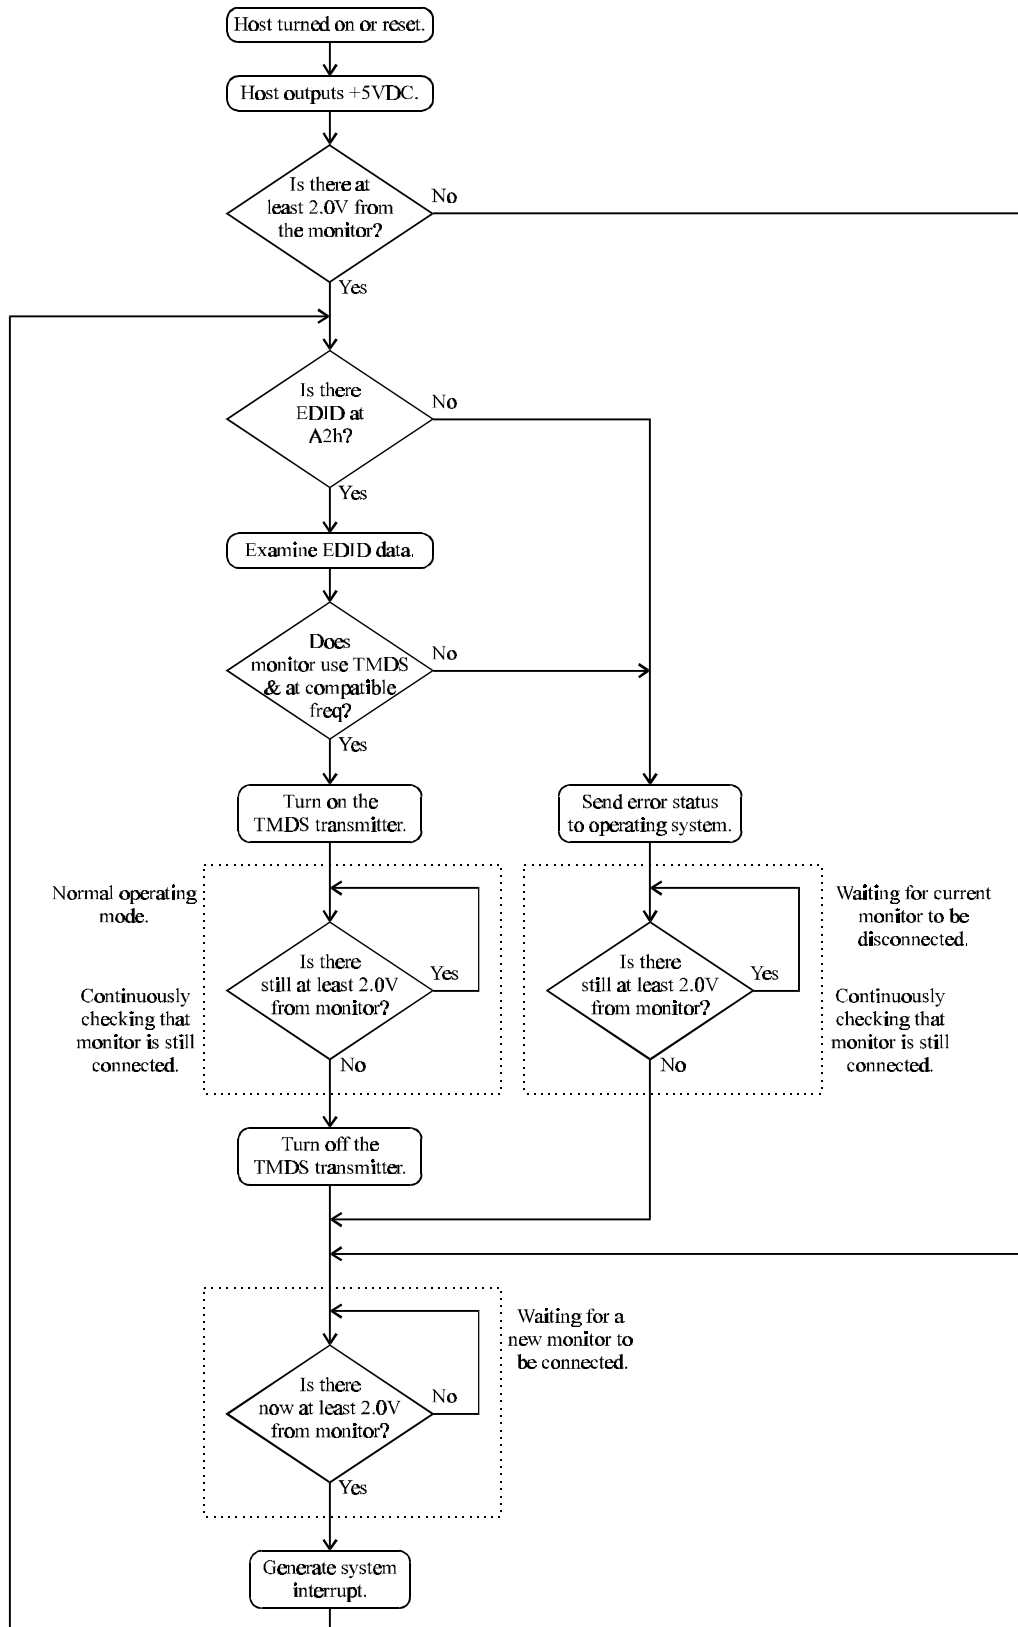 Host turned on or reset.
Host outputs +5VDC.
Is there at
least 2.0V from
the monitor?
No
Yes
Is there
EDID at
A2h?
No
Yes
Examine EDID data.
Does
monitor use TMDS
& at compatible
freq?
No
Yes
Turn on the
TMDS transmitter.
Send error status
to operating system.
Normal operating
mode.
Continuously
checking that
monitor is still
connected.
Is there
still at least 2.0V
from monitor?
Yes
No
Is there
still at least 2.0V
from monitor?
Yes
No
Waiting for current
monitor to be
disconnected.
Continuously
checking that
monitor is still
connected.
Turn off the
TMDS transmitter.
Waiting for a
new monitor to
be connected.
Is there
now at least 2.0V
from monitor?
No
Yes
Generate system
interrupt.